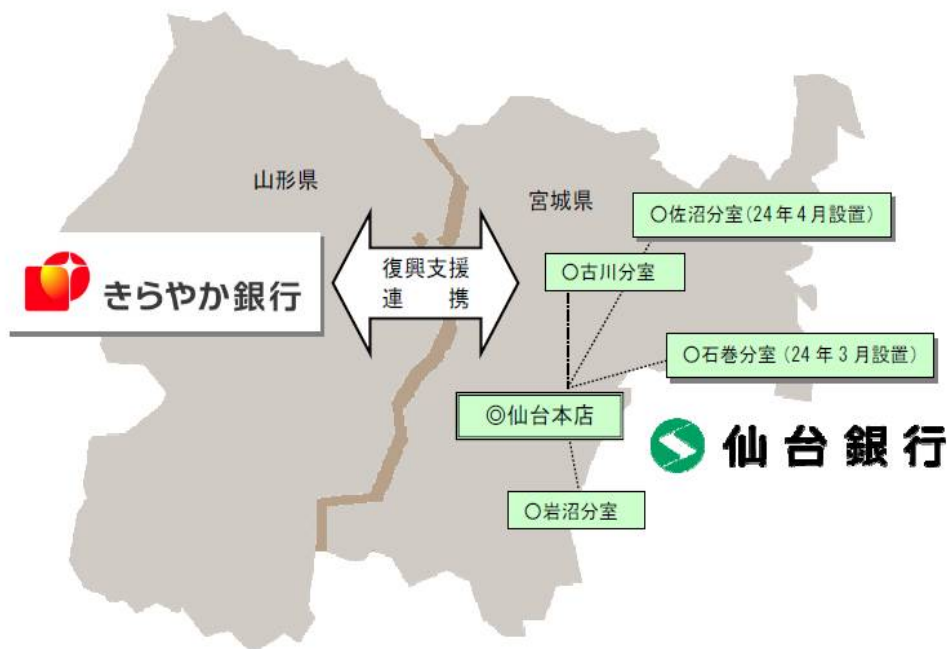 山形県
宮城県
○佐沼分室(24年4月設置)
○古川分室
復興支援
連　携
きらやか銀行
○石巻分室(24年3月設置)
◎仙台本店
仙台銀行
○岩沼分室